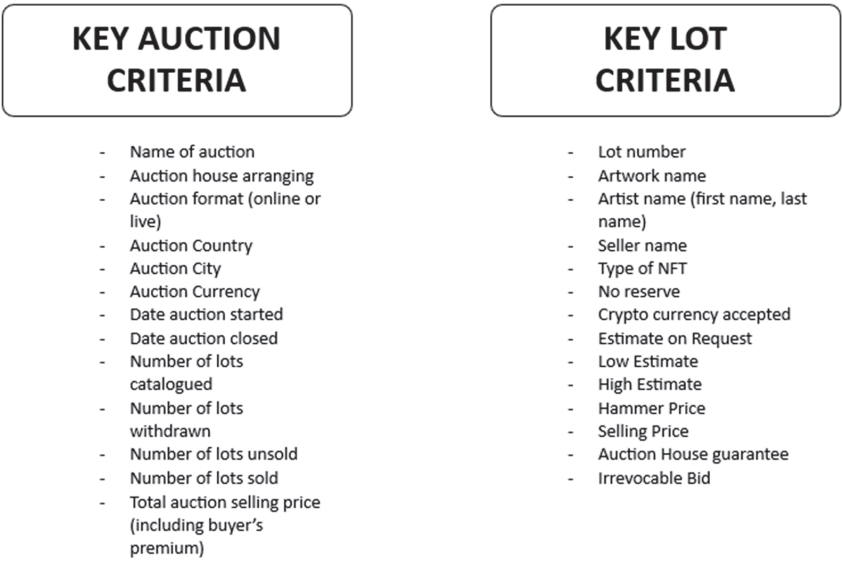 KEY AUCTION
CRITERIA
- Name of auction
- Auction house arranging
- Auction format (online or
live)
- Auction Country
- Auction City
- Auction Currency
- Date auction started
- Date auction closed
- Number of lots
catalogued
- Number of lots
withdrawn
- Number of lots unsold
- Number of lots sold
- Total auction selling price
(including buyer's
premium)
KEY LOT
CRITERIA
- Lot number
- Artwork name
- Artist name (first name, last
name)
- Seller name
- Type of NFT
- No reserve
- Crypto currency accepted
- Estimate on Request
- Low Estimate
- High Estimate
- Hammer Price
- Selling Price
- Auction House guarantee
- Irrevocable Bid